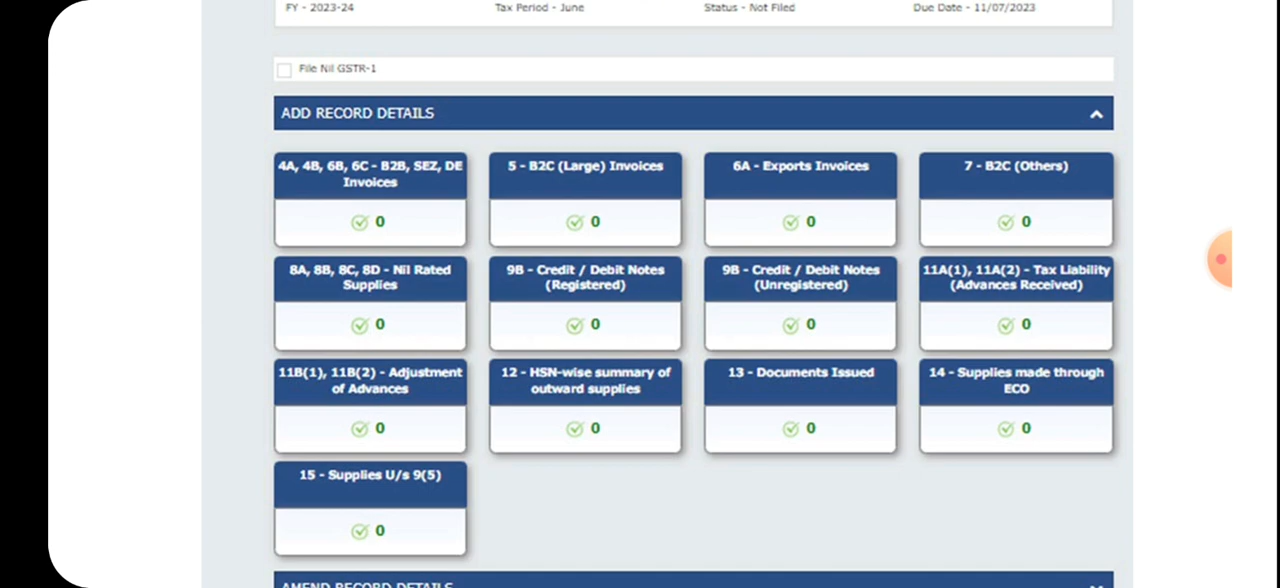 FY - 2023-24 Tax Period - June Status - Not Filed Due Date - 11/07/2023
File Nil GSTR-1
ADD RECORD DETAILS
4A, 4B, 6B, 6C - B2B, SEZ, DE
Invoices
0
5 - B2C (Large) Invoices
0
6A - Exports Invoices
0
7 - B2C (Others)
0
8A, 8B, 8C, 8D - Nil Rated
Supplies
0
9B - Credit / Debit Notes
(Registered)
0
9B - Credit / Debit Notes
(Unregistered)
0
11A(1), 11A(2) - Tax Liability
(Advances Received)
0
11B(1), 11B(2) - Adjustment
of Advances
0
12 - HSN-wise summary of
outward supplies
0
13 - Documents Issued
0
14 - Supplies made through
ECO
0
15 - Supplies U/s 9(5)
0
AMEND RECORD DETAILS